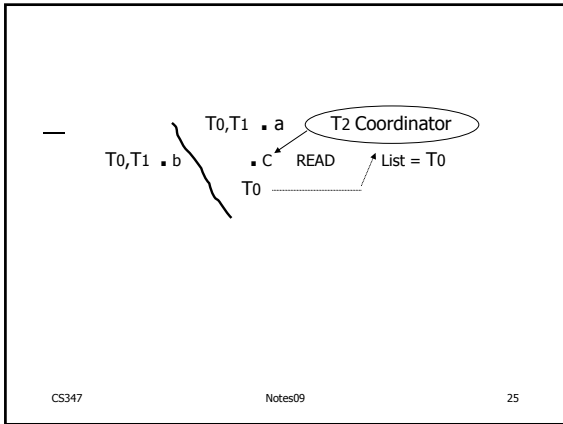 T0,T1 ▪ a T2 Coordinator
T0,T1 ▪ b ▪ c READ List = T0
T0
CS347 Notes09 25